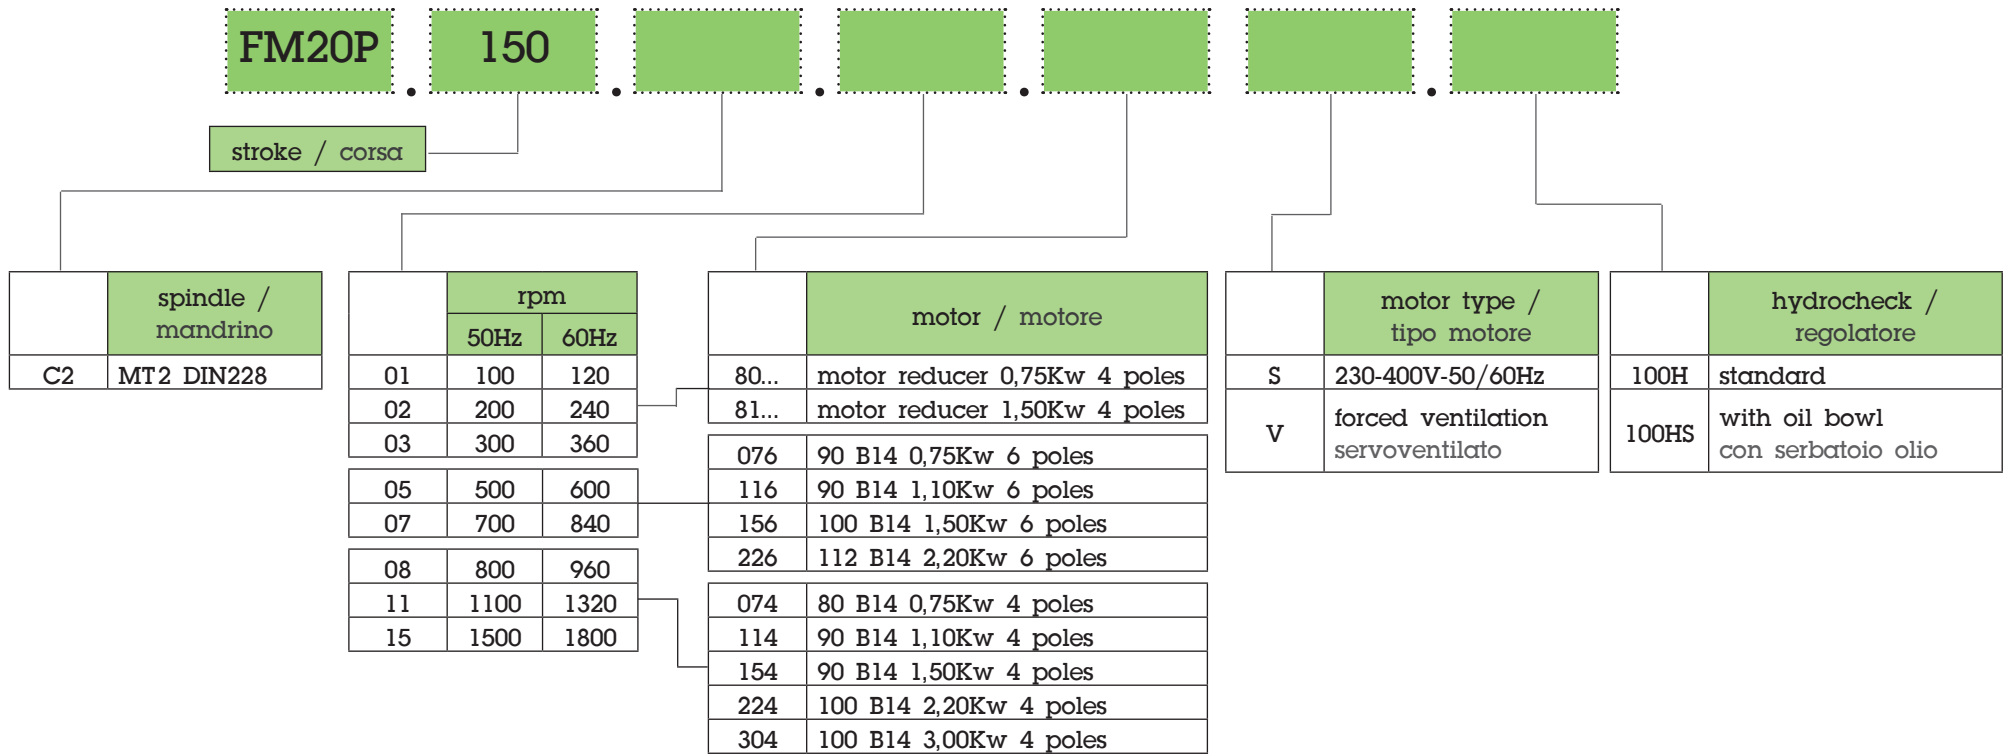 FM20P . 150 . . . .
stroke / corsa
spindle /
mandrino
C2 MT2 DIN228
rpm
50Hz 60Hz
01 100 120
02 200 240
03 300 360
05 500 600
07 700 840
08 800 960
11 1100 1320
15 1500 1800
motor / motore
80... motor reducer 0,75Kw 4 poles
81... motor reducer 1,50Kw 4 poles
076 90 B14 0,75Kw 6 poles
116 90 B14 1,10Kw 6 poles
156 100 B14 1,50Kw 6 poles
226 112 B14 2,20Kw 6 poles
074 80 B14 0,75Kw 4 poles
114 90 B14 1,10Kw 4 poles
154 90 B14 1,50Kw 4 poles
224 100 B14 2,20Kw 4 poles
304 100 B14 3,00Kw 4 poles
motor type /
tipo motore
S 230-400V-50/60Hz
V forced ventilation
servoventilato
hydrocheck /
regolatore
100H standard
100HS with oil bowl
con serbatoio olio